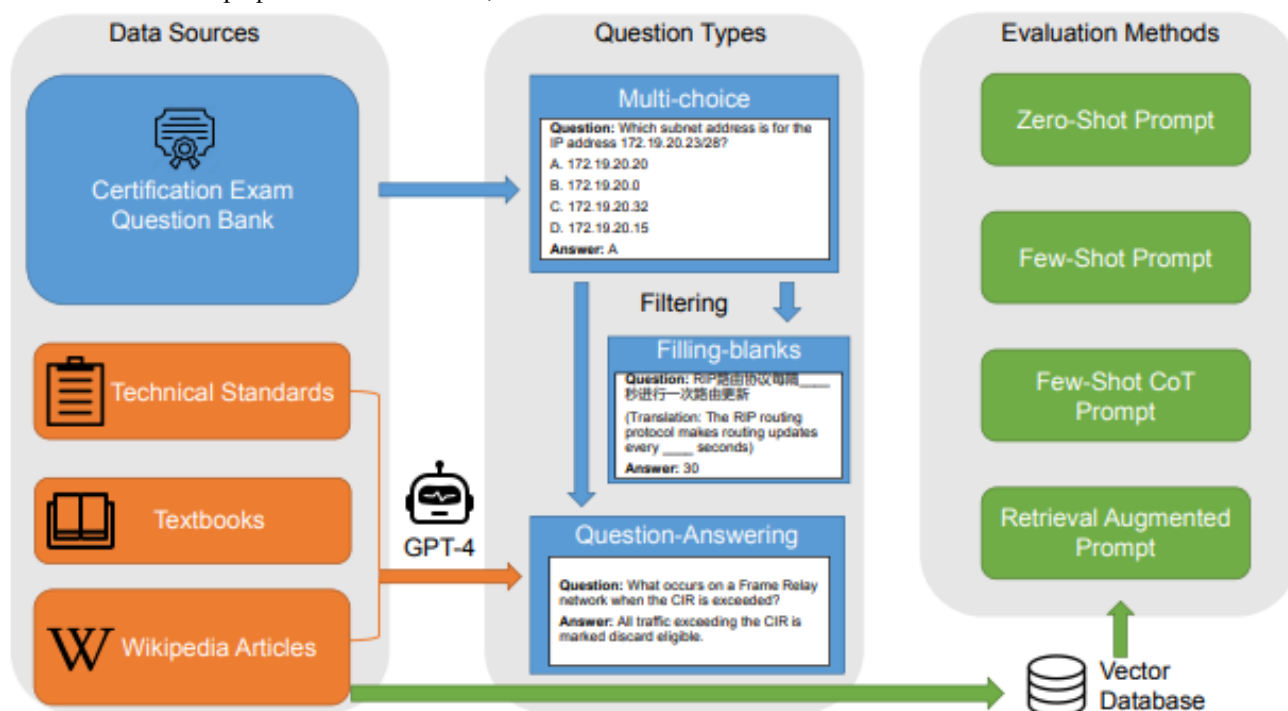 Data Sources
Certification Exam
Question Bank
Technical Standards
Textbooks
W
Wikipedia Articles
GPT-4
Question Types
Multi-choice
Question: Which subnet address is for the
IP address 172.19.20.23/28?
A. 172.19.20.20
B. 172.19.20.0
C. 172.19.20.32
D. 172.19.20.15
Answer: A
Filtering
Filling-blanks
Question: RIP路由协议每隔____
秒进行一次路由更新
(Translation: The RIP routing
protocol makes routing updates
every ____ seconds)
Answer: 30
Question-Answering
Question: What occurs on a Frame Relay
network when the CIR is exceeded?
Answer: All traffic exceeding the CIR is
marked discard eligible.
Evaluation Methods
Zero-Shot Prompt
Few-Shot Prompt
Few-Shot CoT
Prompt
Retrieval Augmented
Prompt
Vector
Database